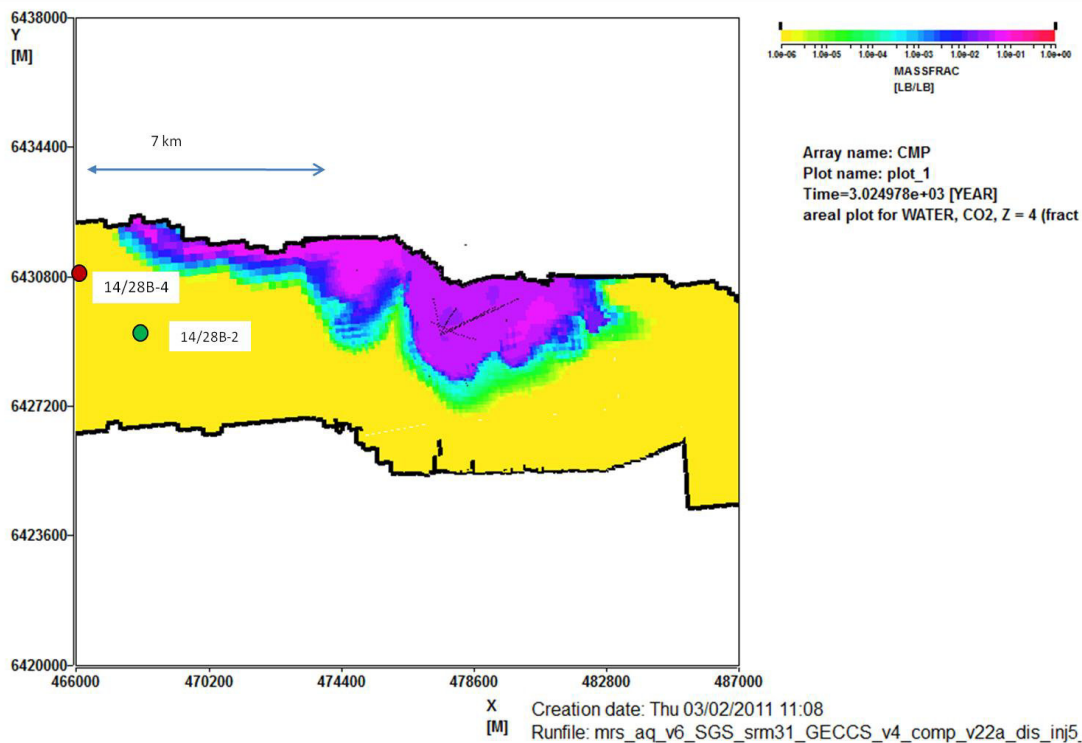 6438000
Y
[M]
6434400
6430800
6427200
6423600
6420000
466000 470200 474400 478600 482800 487000
X
[M]
7 km
14/28B-4
14/28B-2
1.0e-06 1.0e-05 1.0e-04 1.0e-03 1.0e-02 1.0e-01 1.0e+00
MASSFRAC
[LB/LB]
Array name: CMP
Plot name: plot_1
Time=3.024978e+03 [YEAR]
areal plot for WATER, CO2, Z = 4 (fract
Creation date: Thu 03/02/2011 11:08
Runfile: mrs_aq_v6_SGS_srm31_GECCS_v4_comp_v22a_dis_inj5_